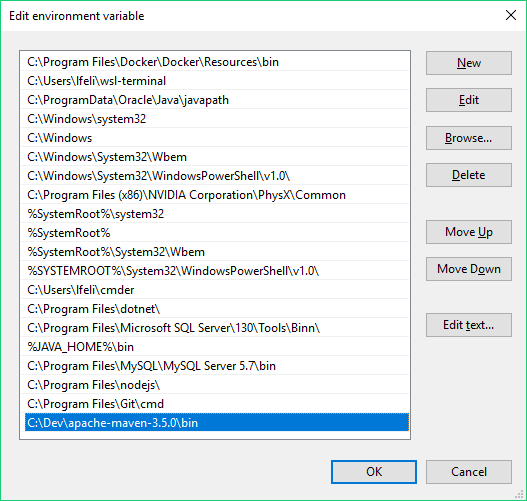 Edit environment variable
C:\Program Files\Docker\Docker\Resources\bin
C:\Users\lfeli\wsl-terminal
C:\ProgramData\Oracle\Java\javapath
C:\Windows\system32
C:\Windows
C:\Windows\System32\Wbem
C:\Windows\System32\WindowsPowerShell\v1.0\
C:\Program Files (x86)\NVIDIA Corporation\PhysX\Common
%SystemRoot%\system32
%SystemRoot%
%SystemRoot%\System32\Wbem
%SYSTEMROOT%\System32\WindowsPowerShell\v1.0\
C:\Users\lfeli\cmder
C:\Program Files\dotnet\
C:\Program Files\Microsoft SQL Server\130\Tools\Binn\
%JAVA_HOME%\bin
C:\Program Files\MySQL\MySQL Server 5.7\bin
C:\Program Files\nodejs\
C:\Program Files\Git\cmd
C:\Dev\apache-maven-3.5.0\bin
New
Edit
Browse...
Delete
Move Up
Move Down
Edit text...
OK
Cancel